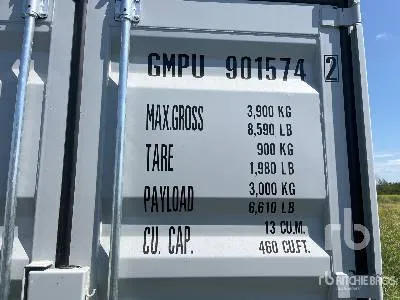 GMPU 901574 2
MAX.GROSS 3,900 KG
8,590 LB
TARE 900 KG
1,980 LB
PAYLOAD 3,000 KG
6,610 LB
CU. CAP. 13 CU.M.
460 CU.FT.
rb
RITCHIE BROS